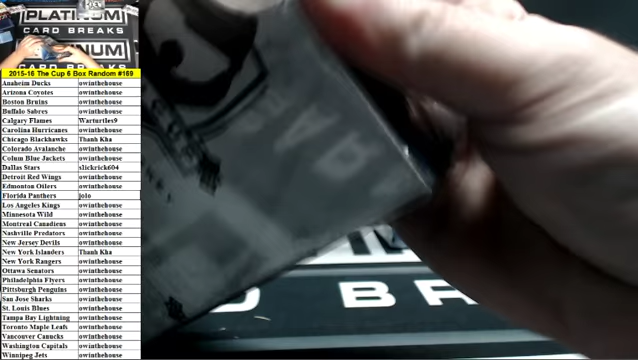 PLATINUM
CARD BREAKS
CARD BREAKS
2015-16 The Cup 6 Box Random #169
Anaheim Ducks owinthehouse
Arizona Coyotes owinthehouse
Boston Bruins owinthehouse
Buffalo Sabres owinthehouse
Calgary Flames Warturtles9
Carolina Hurricanes owinthehouse
Chicago Blackhawks Thanh Kha
Colorado Avalanche owinthehouse
Colum Blue Jackets owinthehouse
Dallas Stars slickrick604
Detroit Red Wings owinthehouse
Edmonton Oilers owinthehouse
Florida Panthers jolo
Los Angeles Kings owinthehouse
Minnesota Wild owinthehouse
Montreal Canadiens owinthehouse
Nashville Predators owinthehouse
New Jersey Devils owinthehouse
New York Islanders Thanh Kha
New York Rangers owinthehouse
Ottawa Senators owinthehouse
Philadelphia Flyers owinthehouse
Pittsburgh Penguins owinthehouse
San Jose Sharks owinthehouse
St. Louis Blues owinthehouse
Tampa Bay Lightning owinthehouse
Toronto Maple Leafs owinthehouse
Vancouver Canucks owinthehouse
Washington Capitals owinthehouse
Winnipeg Jets owinthehouse